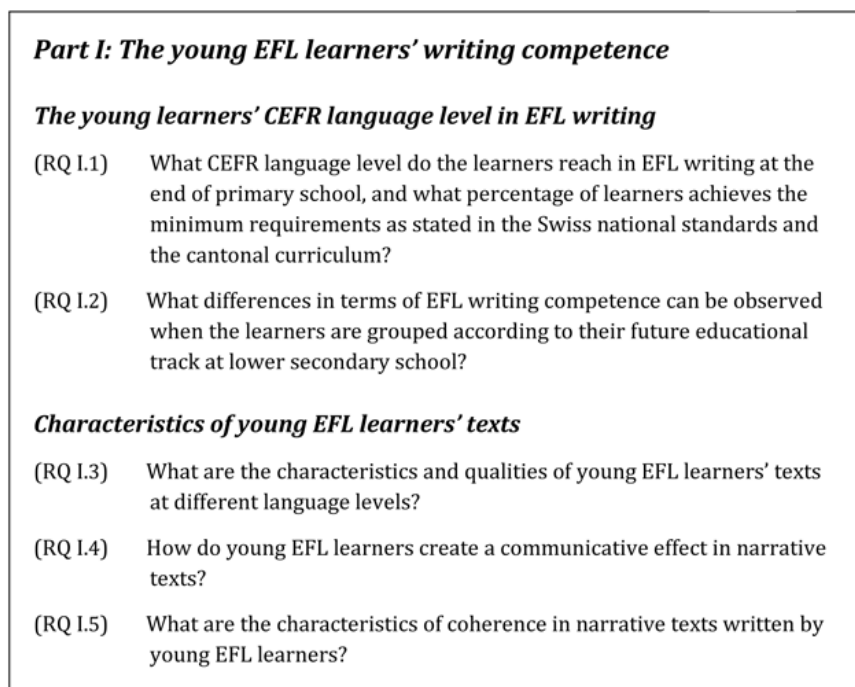 Part I: The young EFL learners’ writing competence
The young learners’ CEFR language level in EFL writing
(RQ I.1) What CEFR language level do the learners reach in EFL writing at the
end of primary school, and what percentage of learners achieves the
minimum requirements as stated in the Swiss national standards and
the cantonal curriculum?
(RQ I.2) What differences in terms of EFL writing competence can be observed
when the learners are grouped according to their future educational
track at lower secondary school?
Characteristics of young EFL learners’ texts
(RQ I.3) What are the characteristics and qualities of young EFL learners’ texts
at different language levels?
(RQ I.4) How do young EFL learners create a communicative effect in narrative
texts?
(RQ I.5) What are the characteristics of coherence in narrative texts written by
young EFL learners?